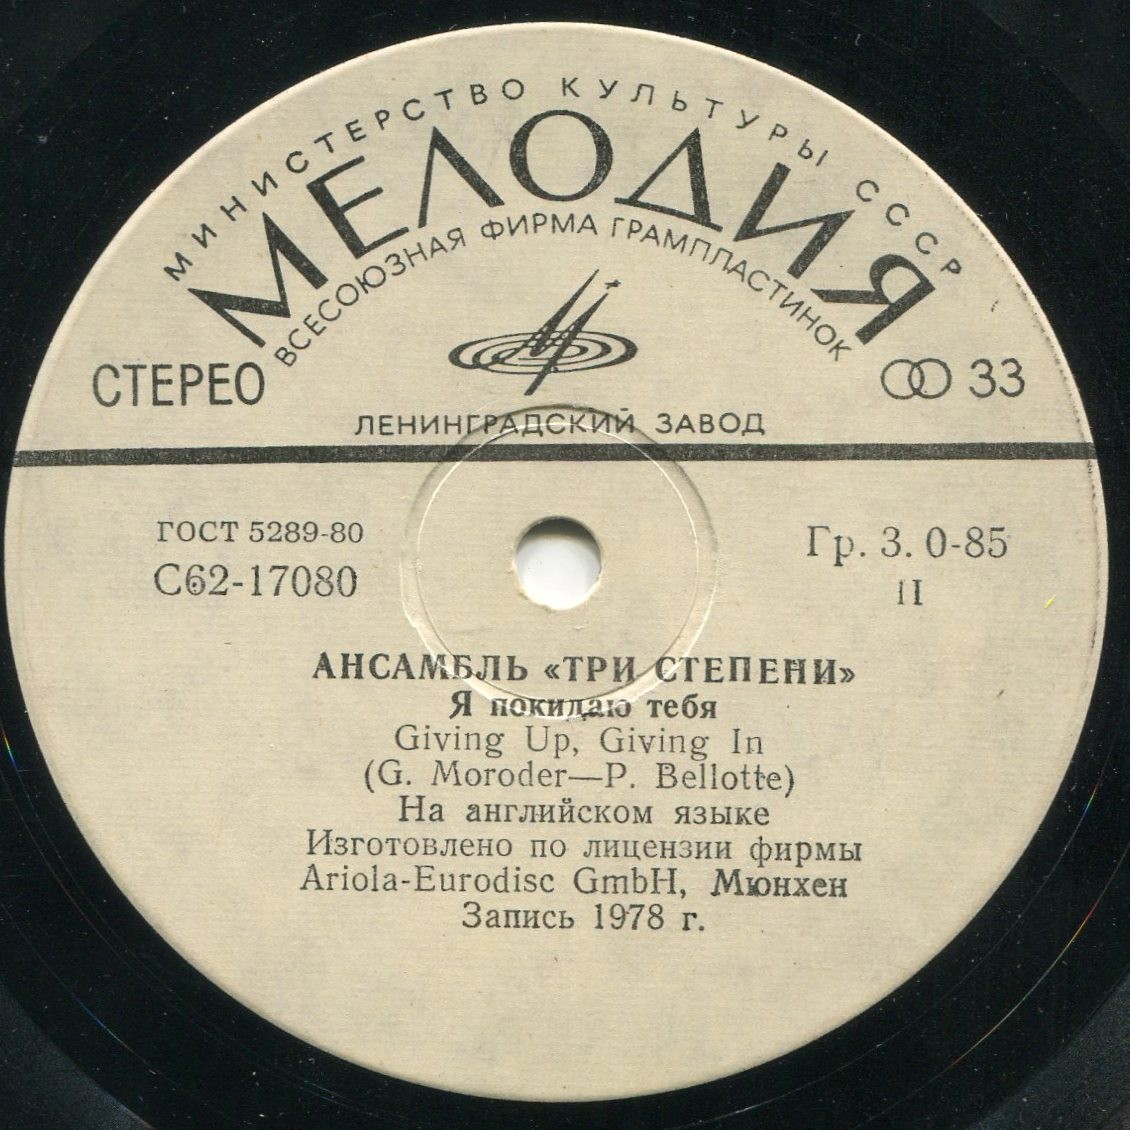 МИНИСТЕРСТВО КУЛЬТУРЫ СССР
МЕЛОДИЯ
ВСЕСОЮЗНАЯ ФИРМА ГРАМПЛАСТИНОК
СТЕРЕО
33
ЛЕНИНГРАДСКИЙ ЗАВОД
ГОСТ 5289-80
Гр. 3. 0-85
С62-17080
II
АНСАМБЛЬ «ТРИ СТЕПЕНИ»
Я покидаю тебя
Giving Up, Giving In
(G. Moroder—P. Bellotte)
На английском языке
Изготовлено по лицензии фирмы
Ariola-Eurodisc GmbH, Мюнхен
Запись 1978 г.